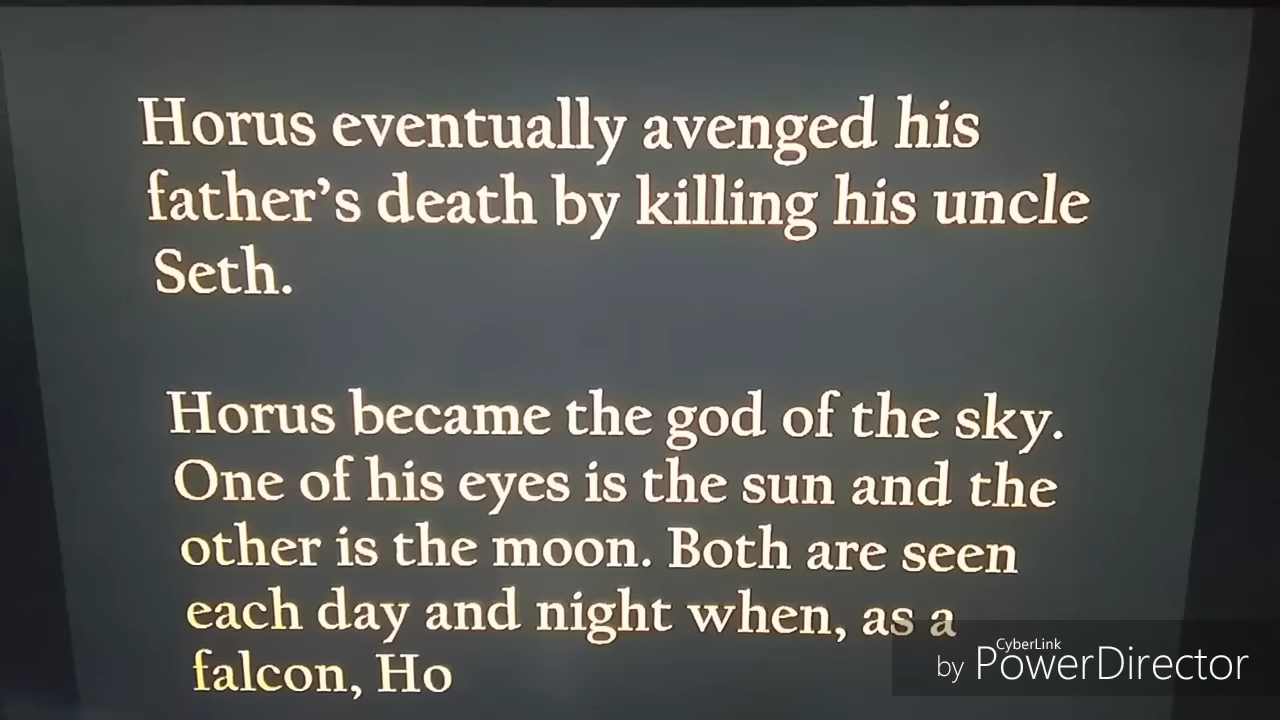 Horus eventually avenged his
father's death by killing his uncle
Seth.
Horus became the god of the sky.
One of his eyes is the sun and the
other is the moon. Both are seen
each day and night when, as a
falcon, Ho
CyberLink
by PowerDirector